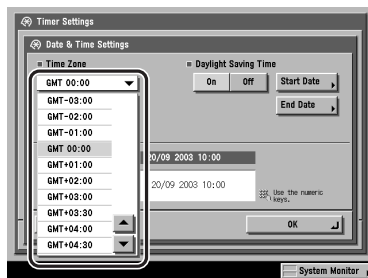 Timer Settings
Date & Time Settings
Time Zone
Daylight Saving Time
GMT 00:00
On Off Start Date
End Date
GMT-03:00
GMT-02:00
GMT-01:00
GMT 00:00
GMT+01:00
GMT+02:00
GMT+03:00
GMT+03:30
GMT+04:00
GMT+04:30
20/09 2003 10:00
20/09 2003 10:00
Use the numeric
keys.
OK
System Monitor